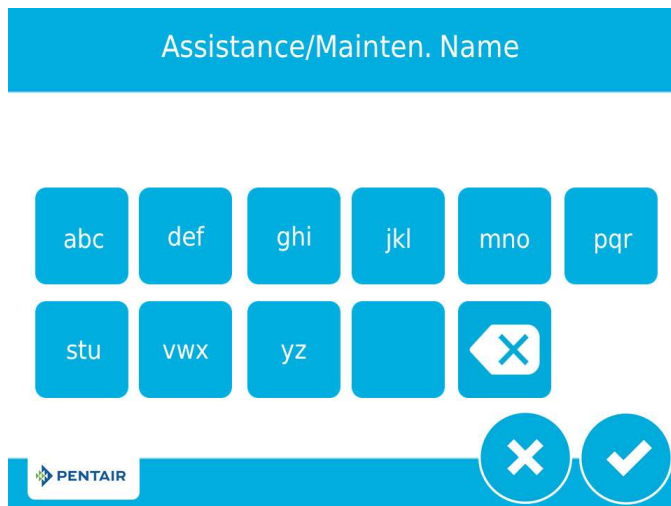 Assistance/Mainten. Name
abc def ghi jkl mno pqr
stu vwx yz
PENTAIR